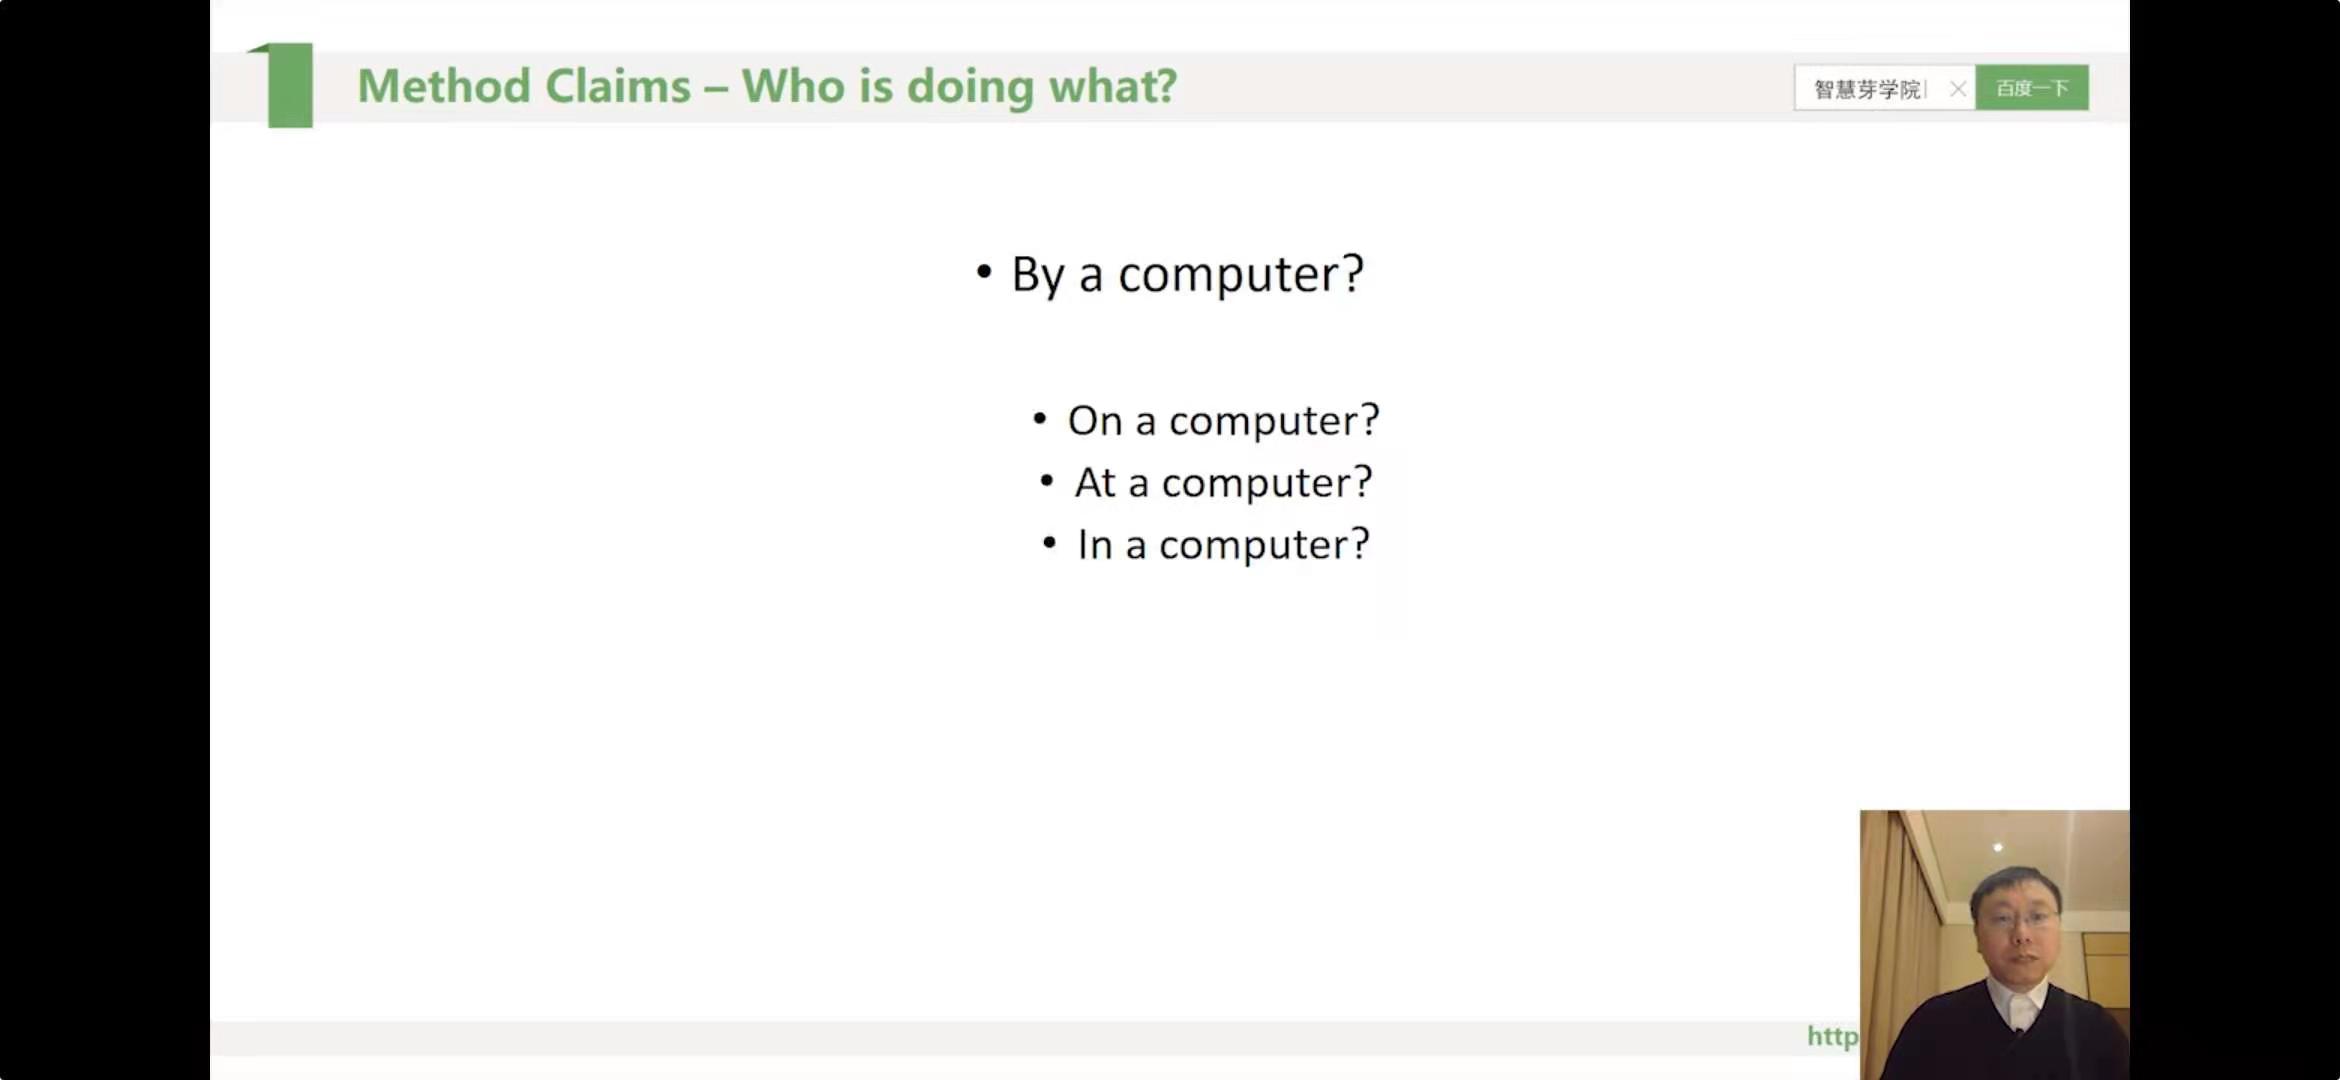 Method Claims – Who is doing what?
智慧芽学院
百度一下
• By a computer?
• On a computer?
• At a computer?
• In a computer?
http